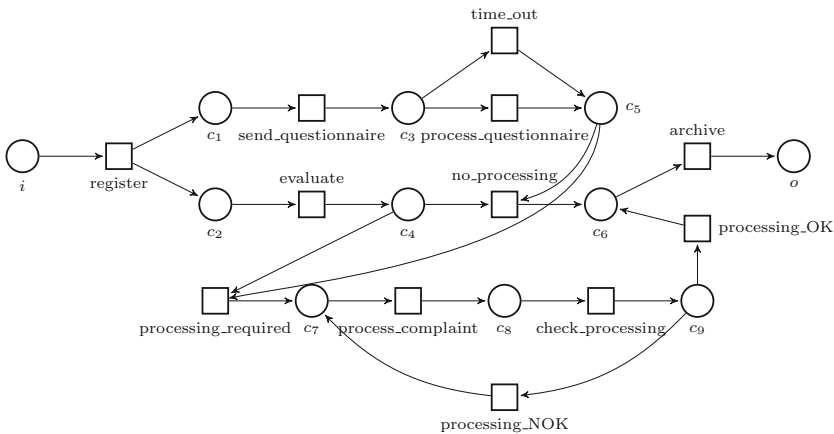 time_out
c5
c1
send_questionnaire
c3
process_questionnaire
archive
i
register
evaluate
no_processing
o
c2
c4
c6
processing_OK
processing_required
c7
process_complaint
c8
check_processing
c9
processing_NOK